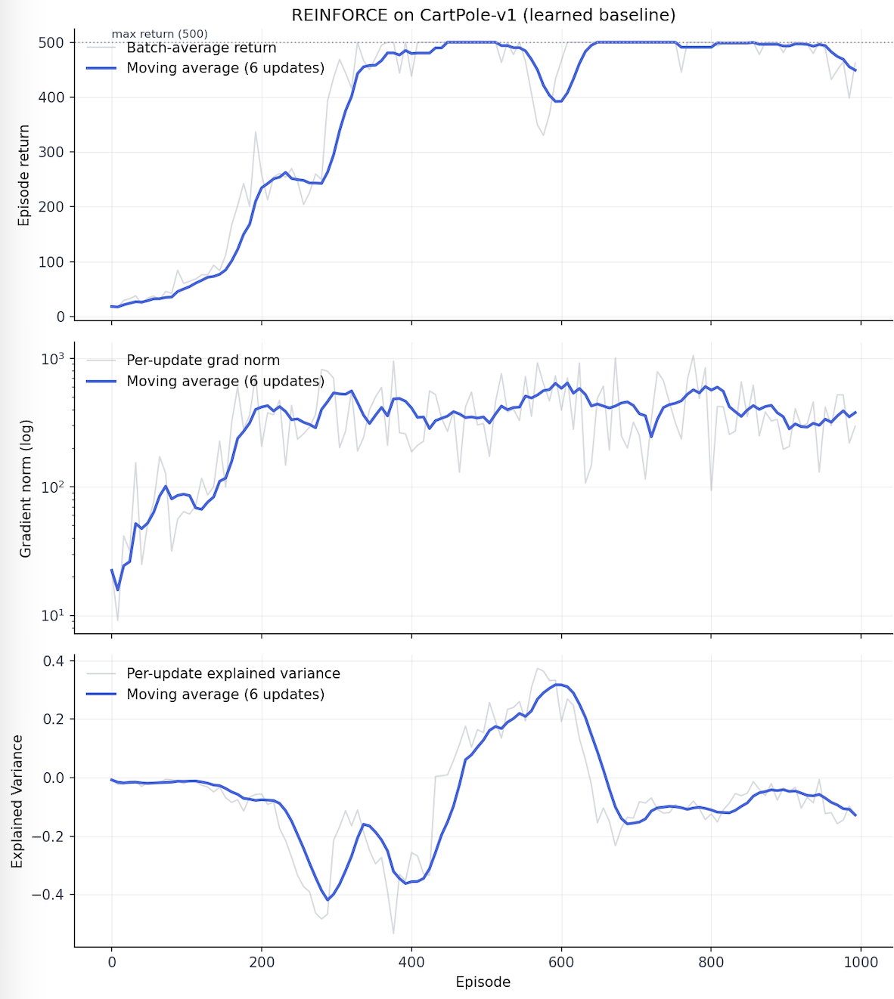 REINFORCE on CartPole-v1 (learned baseline)
max return (500)
Batch-average return
Moving average (6 updates)
500
400
300
200
100
0
Episode return
Per-update grad norm
Moving average (6 updates)
10³
10²
10¹
Gradient norm (log)
Per-update explained variance
Moving average (6 updates)
0.4
0.2
0.0
−0.2
−0.4
Explained Variance
0 200 400 600 800 1000
Episode